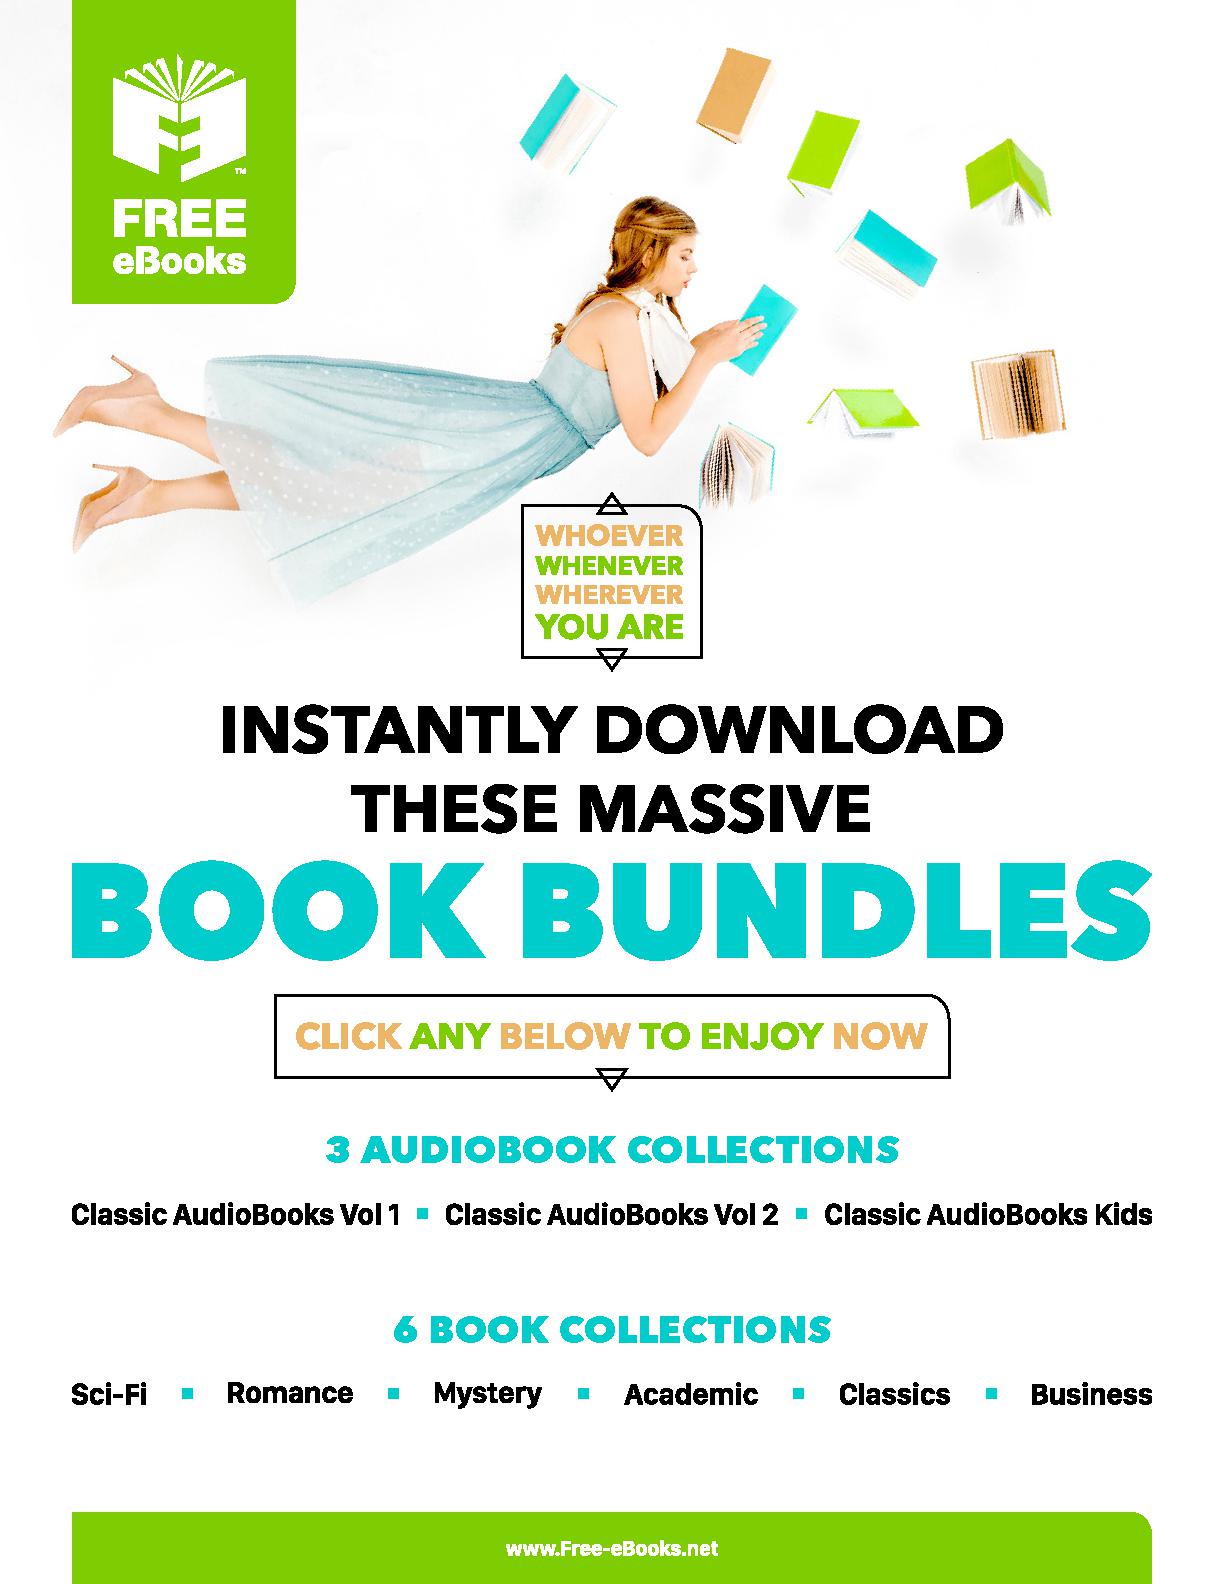 FREE
eBooks
WHOEVER
WHENEVER
WHEREVER
YOU ARE
INSTANTLY DOWNLOAD
THESE MASSIVE
BOOK BUNDLES
CLICK ANY BELOW TO ENJOY NOW
3 AUDIOBOOK COLLECTIONS
Classic AudioBooks Vol 1 ▪ Classic AudioBooks Vol 2 ▪ Classic AudioBooks Kids
6 BOOK COLLECTIONS
Sci-Fi ▪ Romance ▪ Mystery ▪ Academic ▪ Classics ▪ Business
www.Free-eBooks.net